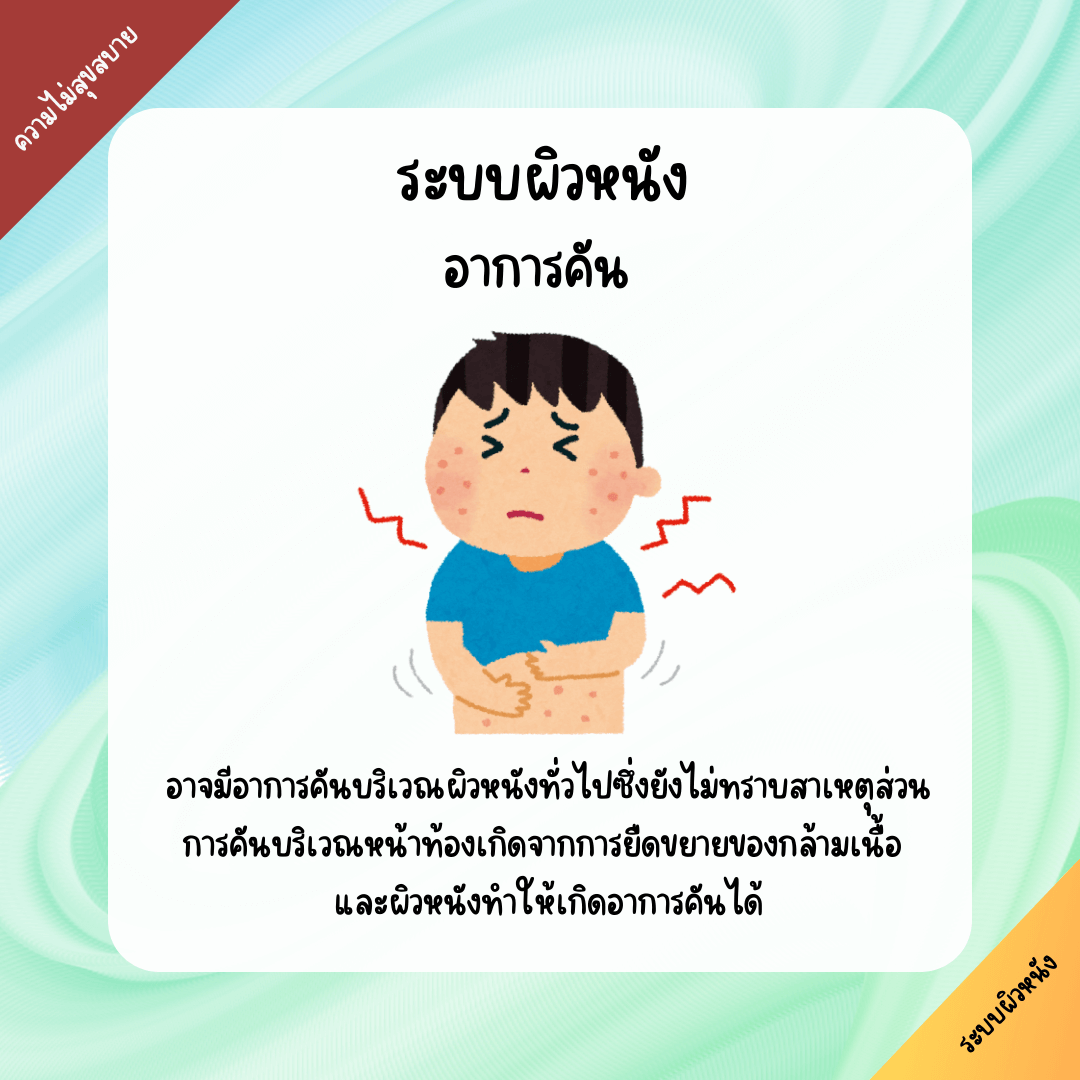 ความไม่สุขสบาย
ระบบผิวหนัง
อาการคัน
อาจมีอาการคันบริเวณผิวหนังทั่วไปซึ่งยังไม่ทราบสาเหตุส่วน
การคันบริเวณหน้าท้องเกิดจากการยืดขยายของกล้ามเนื้อ
และผิวหนังทำให้เกิดอาการคันได้
ระบบผิวหนัง